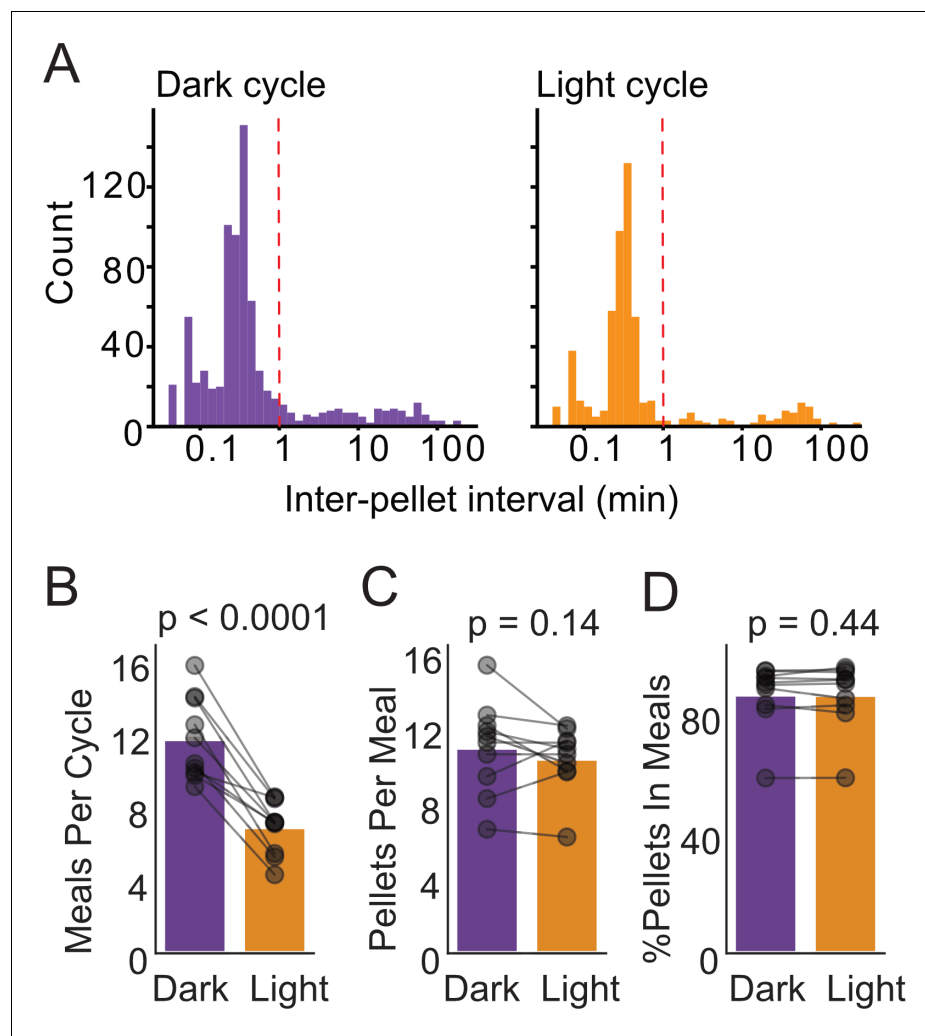 A
Dark cycle
Light cycle
Count
120
80
40
0
0.1 1 10 100
0.1 1 10 100
Inter-pellet interval (min)
B
p < 0.0001
Meals Per Cycle
16
12
8
4
0
Dark Light
C
p = 0.14
Pellets Per Meal
16
12
8
4
0
Dark Light
D
p = 0.44
%Pellets In Meals
80
40
0
Dark Light